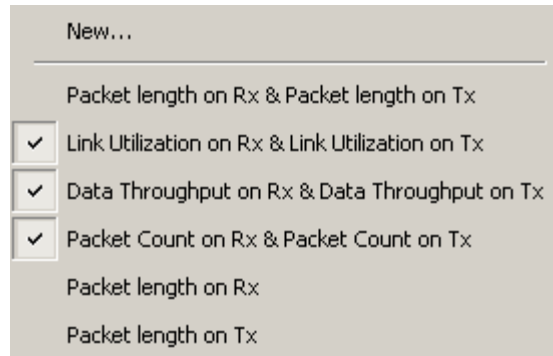 New...
Packet length on Rx & Packet length on Tx
Link Utilization on Rx & Link Utilization on Tx
Data Throughput on Rx & Data Throughput on Tx
Packet Count on Rx & Packet Count on Tx
Packet length on Rx
Packet length on Tx